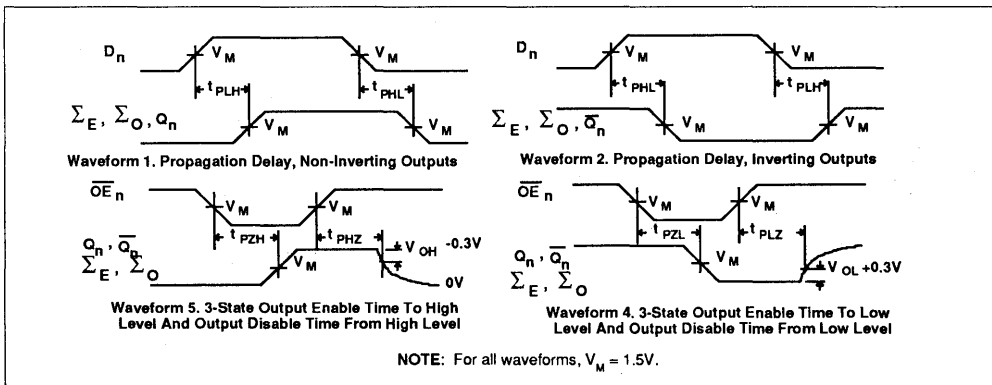 Dn
VM
VM
tPLH
tPHL
ΣE, ΣO, Qn
VM
VM
Waveform 1. Propagation Delay, Non-Inverting Outputs
Dn
VM
VM
tPHL
tPLH
ΣE, ΣO, Q̅n
VM
VM
Waveform 2. Propagation Delay, Inverting Outputs
O̅E̅n
VM
VM
tPZH
tPHZ
Qn, Q̅n
ΣE, ΣO
VM
VOH -0.3V
0V
Waveform 5. 3-State Output Enable Time To High
Level And Output Disable Time From High Level
O̅E̅n
VM
VM
tPZL
tPLZ
Qn, Q̅n
ΣE, ΣO
VM
VOL +0.3V
Waveform 4. 3-State Output Enable Time To Low
Level And Output Disable Time From Low Level
NOTE: For all waveforms, VM = 1.5V.